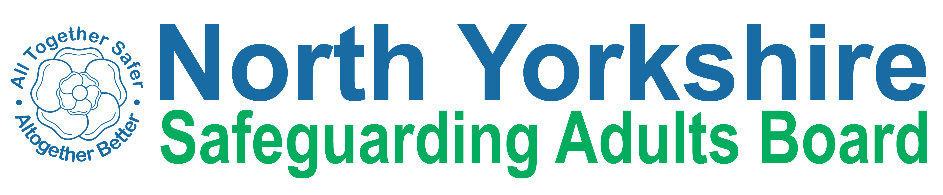 All Together Safer
Altogether Better
North Yorkshire
Safeguarding Adults Board